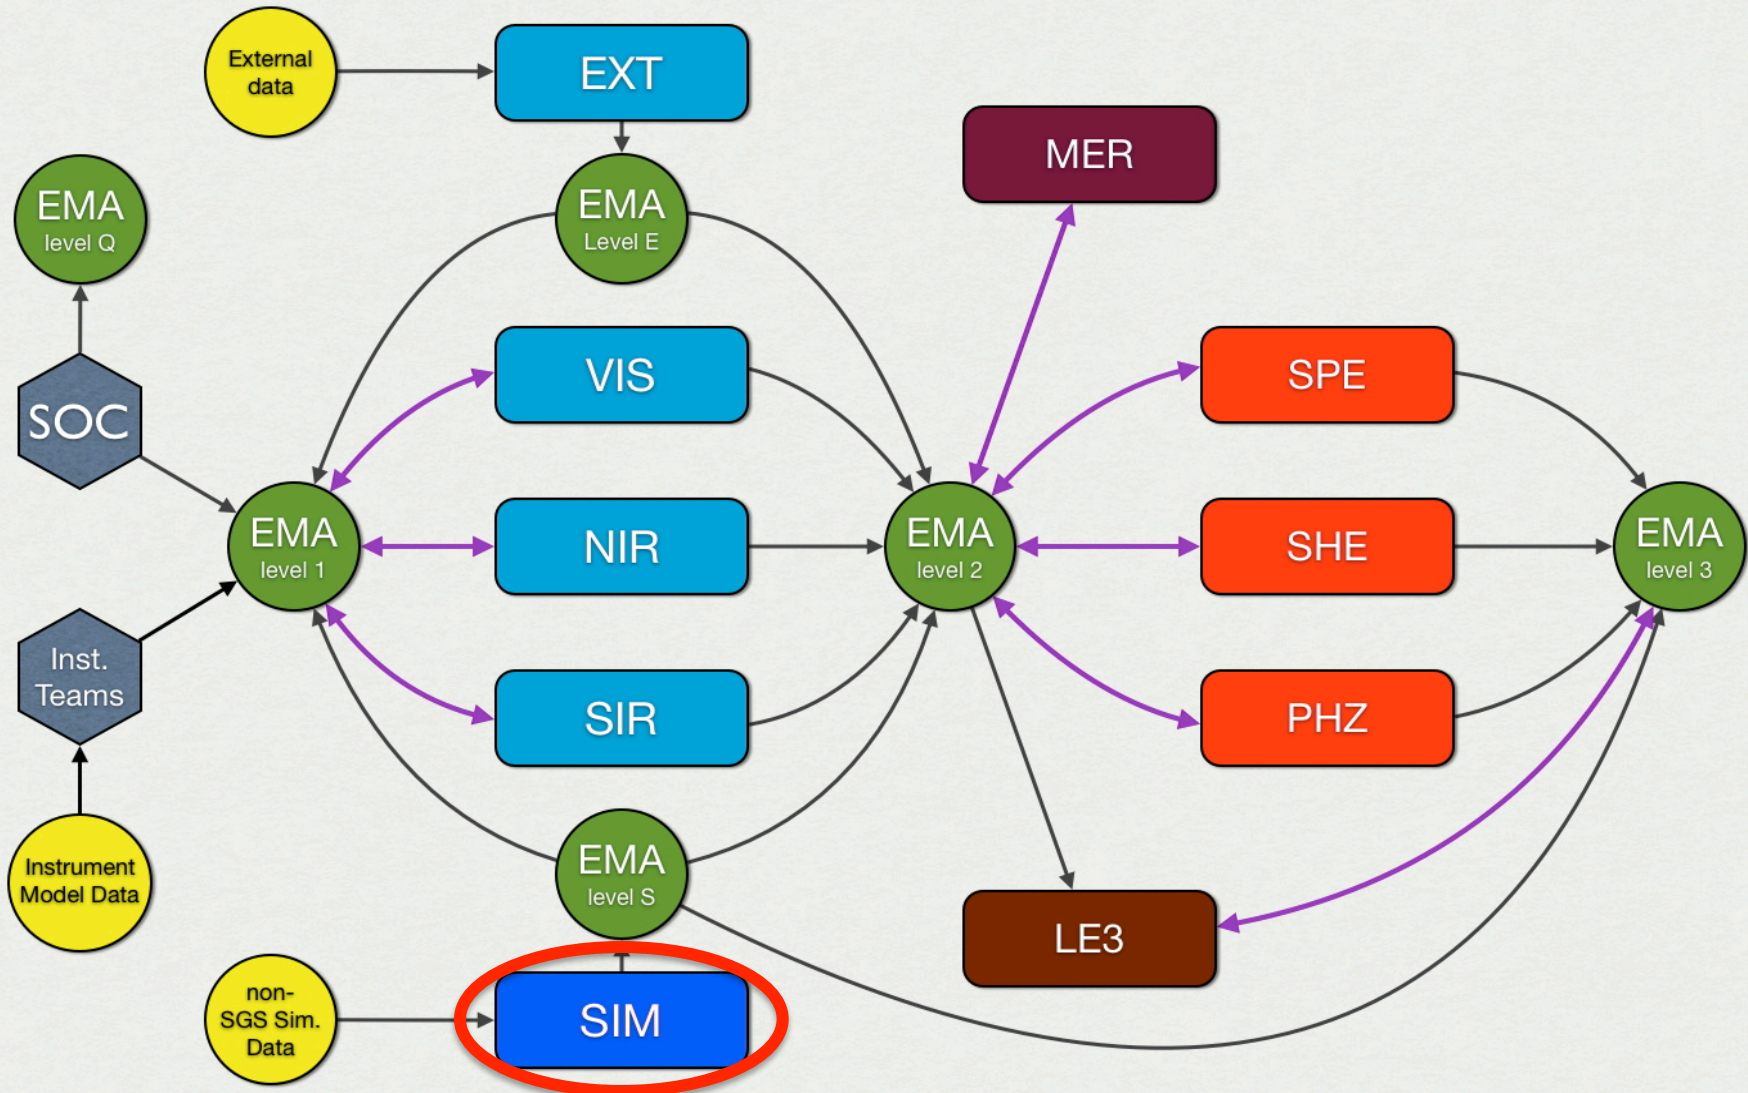 External
data
EXT
MER
EMA
level Q
EMA
Level E
VIS
SPE
SOC
EMA
level 1
NIR
EMA
level 2
SHE
EMA
level 3
Inst.
Teams
SIR
PHZ
Instrument
Model Data
EMA
level S
LE3
non-
SGS Sim.
Data
SIM